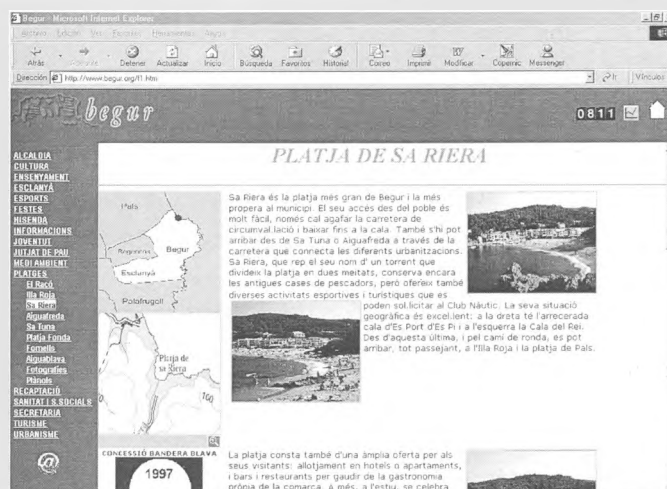 Begur - Microsoft Internet Explorer
Archivo Edición Ver Favoritos Herramientas Ayuda
Atrás Adelante Detener Actualizar Inicio Búsqueda Favoritos Historial Correo Imprimir Modificar Copernic Messenger
Dirección http://www.begur.org/f1.htm Ir Vínculos
begur
0811
ALCALDIA
CULTURA
ENSENYAMENT
ESCLANYÀ
ESPORTS
FESTES
HISENDA
INFORMACIONS
JOVENTUT
JUTJAT DE PAU
MEDI AMBIENT
PLATGES
El Racó
Illa Roja
Sa Riera
Aiguafreda
Sa Tuna
Platja Fonda
Fornells
Aiguablava
Fotografies
Plànols
RECAPTACIÓ
SANITAT I S.SOCIALS
SECRETARIA
TURISME
URBANISME
@
PLATJA DE SA RIERA
Pals
Regencós
Begur
Esclanyà
Palafrugell
Platja de
sa Riera
100
CONCESSIÓ BANDERA BLAVA
1997
Sa Riera és la platja més gran de Begur i la més
propera al municipi. El seu accés des del poble és
molt fàcil, només cal agafar la carretera de
circumval.lació i baixar fins a la cala. També s'hi pot
arribar des de Sa Tuna o Aiguafreda a través de la
carretera que connecta les diferents urbanitzacions.
Sa Riera, que rep el seu nom d' un torrent que
divideix la platja en dues meitats, conserva encara
les antigues cases de pescadors, però ofereix també
diverses activitats esportives i turístiques que es
poden sol.licitar al Club Nàutic. La seva situació
geogràfica és excel.lent: a la dreta té l'arrecerada
cala d'Es Port d'Es Pi i a l'esquerra la Cala del Rei.
Des d'aquesta última, i pel camí de ronda, es pot
arribar, tot passejant, a l'Illa Roja i la platja de Pals.
La platja consta també d'una àmplia oferta per als
seus visitants: allotjament en hotels o apartaments,
i bars i restaurants per gaudir de la gastronomia
pròpia de la comarca. A més, a l'estiu, se celebra